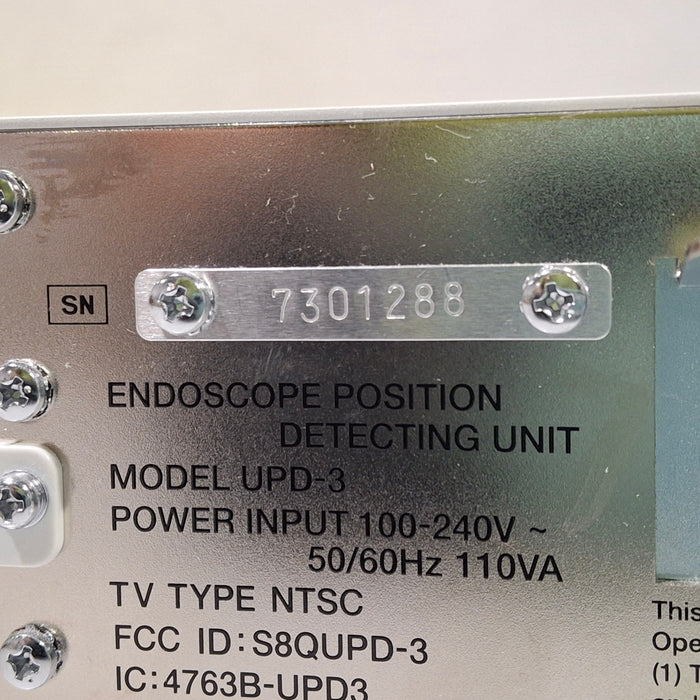 SN
7301288
ENDOSCOPE POSITION
DETECTING UNIT
MODEL UPD-3
POWER INPUT 100-240V ~
50/60Hz 110VA
TV TYPE NTSC
FCC ID: S8QUPD-3
IC: 4763B-UPD3
This
Ope
(1) T